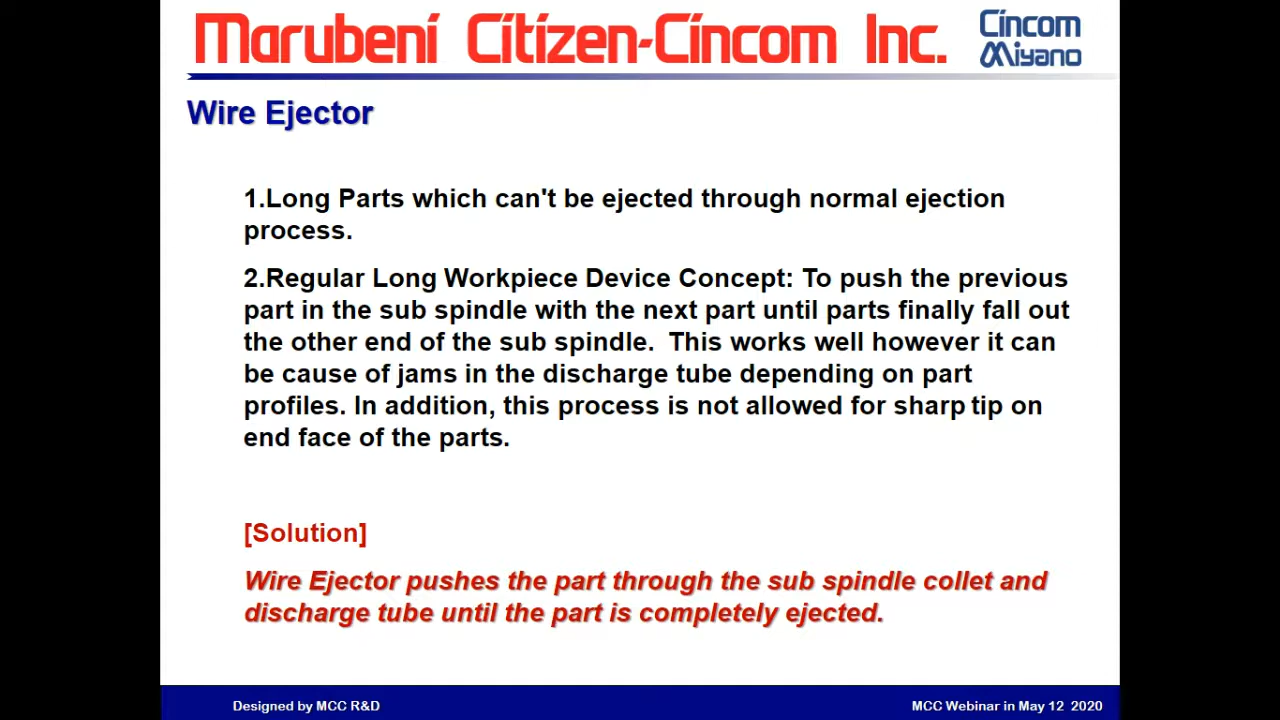 Marubeni Citizen-Cincom Inc.
Cincom
Miyano
Wire Ejector
1.Long Parts which can't be ejected through normal ejection
process.
2.Regular Long Workpiece Device Concept: To push the previous
part in the sub spindle with the next part until parts finally fall out
the other end of the sub spindle.  This works well however it can
be cause of jams in the discharge tube depending on part
profiles. In addition, this process is not allowed for sharp tip on
end face of the parts.
[Solution]
Wire Ejector pushes the part through the sub spindle collet and
discharge tube until the part is completely ejected.
Designed by MCC R&D
MCC Webinar in May 12  2020